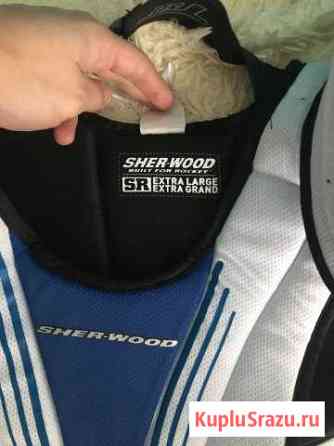 SHER-WOOD
BUILT FOR HOCKEY
SR EXTRA LARGE
EXTRA GRAND
SHER-WOOD
KupluSrazu.ru